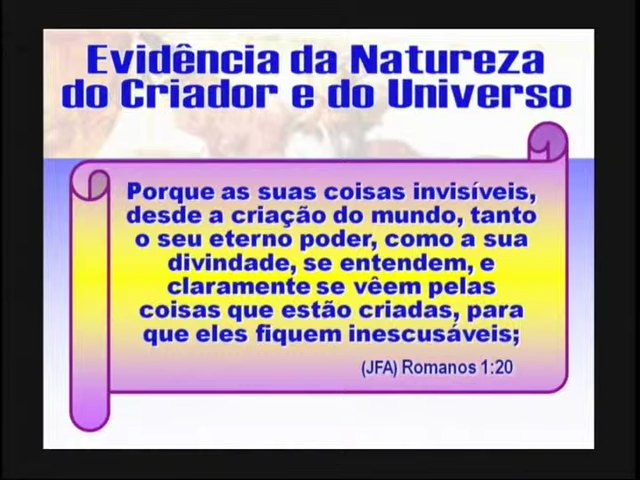 Evidência da Natureza
do Criador e do Universo
Porque as suas coisas invisíveis,
desde a criação do mundo, tanto
o seu eterno poder, como a sua
divindade, se entendem, e
claramente se vêem pelas
coisas que estão criadas, para
que eles fiquem inescusáveis;
(JFA) Romanos 1:20